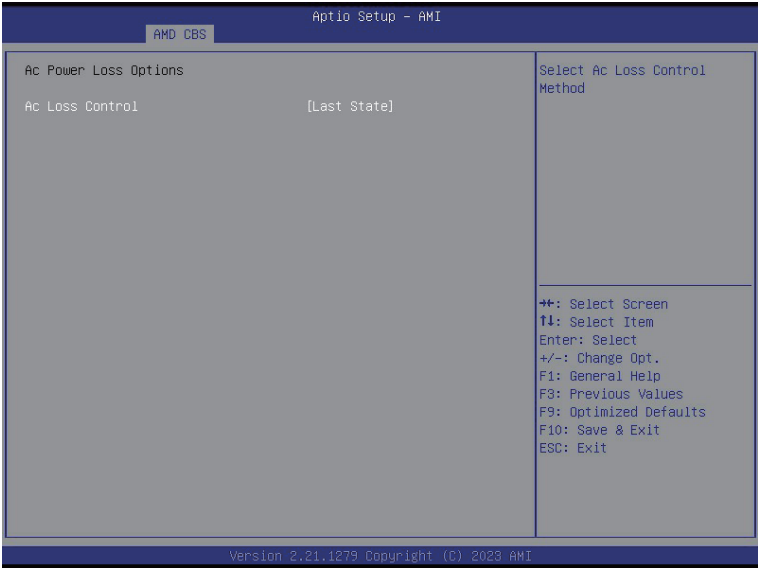 Aptio Setup – AMI
AMD CBS
Ac Power Loss Options
Ac Loss Control [Last State]
Select Ac Loss Control
Method
→←: Select Screen
↑↓: Select Item
Enter: Select
+/-: Change Opt.
F1: General Help
F3: Previous Values
F9: Optimized Defaults
F10: Save & Exit
ESC: Exit
Version 2.21.1279 Copyright (C) 2023 AMI